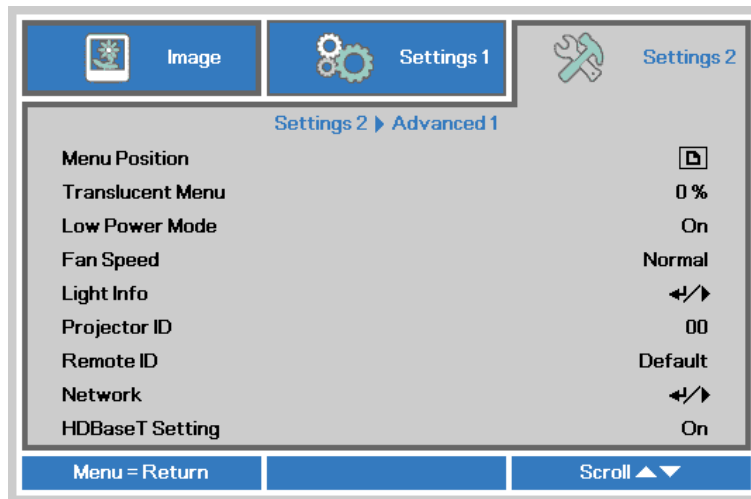 Image
Settings 1
Settings 2
Settings 2 ▶ Advanced 1
Menu Position
Translucent Menu 0 %
Low Power Mode On
Fan Speed Normal
Light Info ↵/▶
Projector ID 00
Remote ID Default
Network ↵/▶
HDBaseT Setting On
Menu = Return
Scroll ▲▼